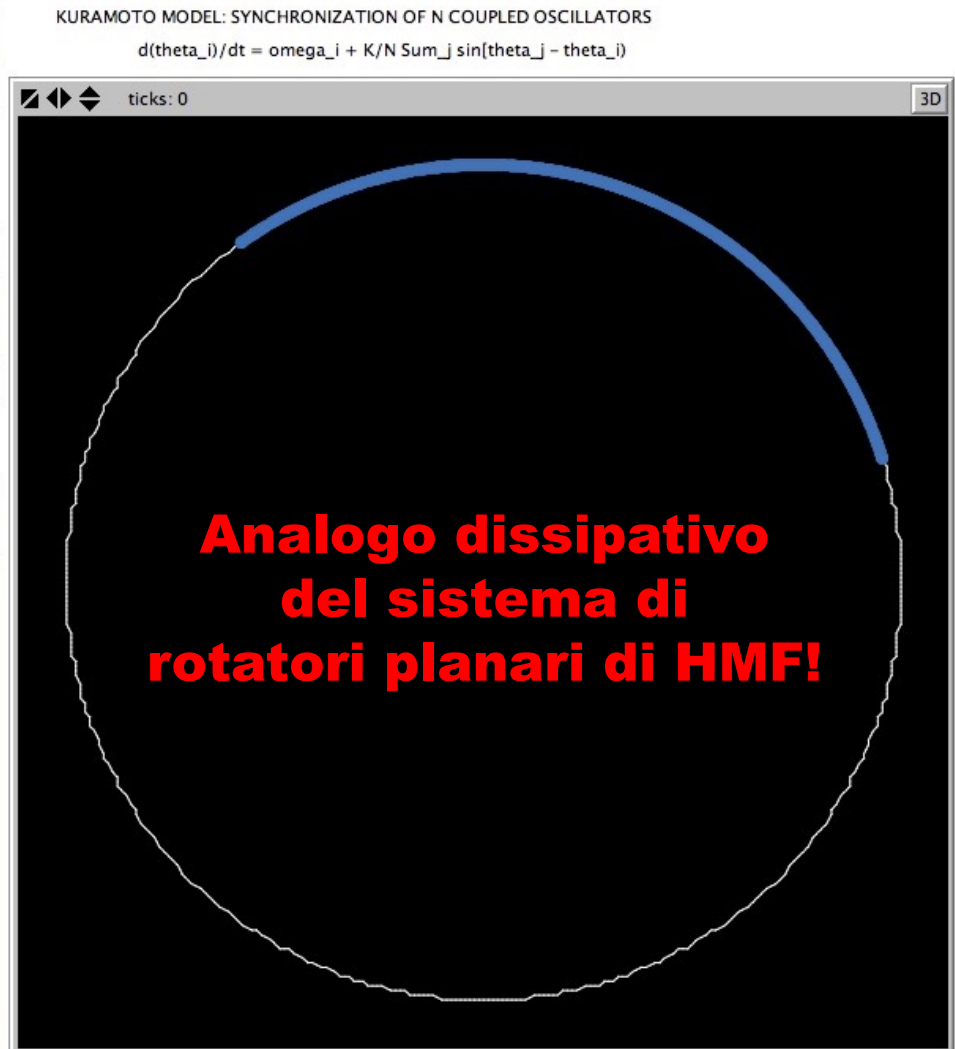 KURAMOTO MODEL: SYNCHRONIZATION OF N COUPLED OSCILLATORS
d(theta_i)/dt = omega_i + K/N Sum_j sin[theta_j - theta_i)
ticks: 0
3D
Analogo dissipativo
del sistema di
rotatori planari di HMF!